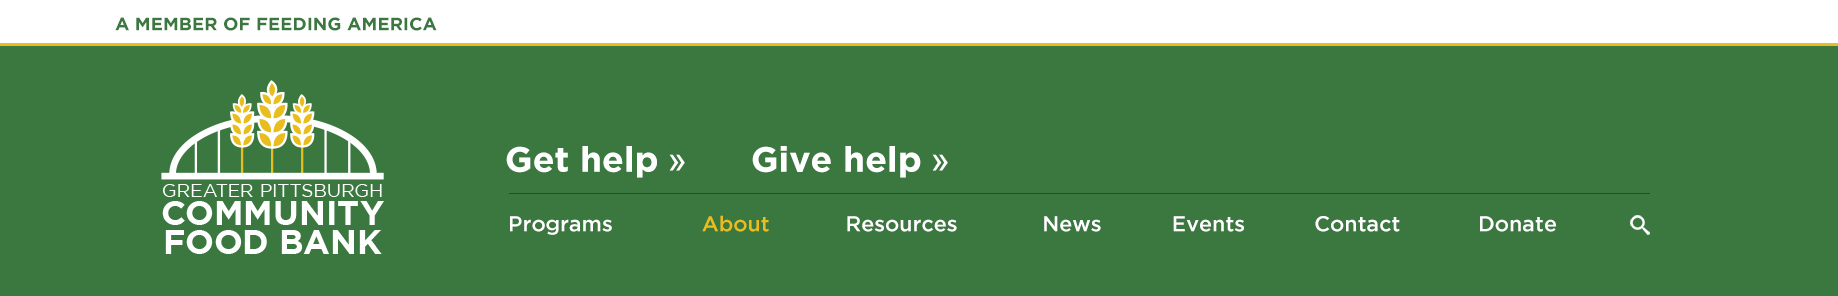 A MEMBER OF FEEDING AMERICA
GREATER PITTSBURGH
COMMUNITY
FOOD BANK
Get help » Give help »
Programs About Resources News Events Contact Donate